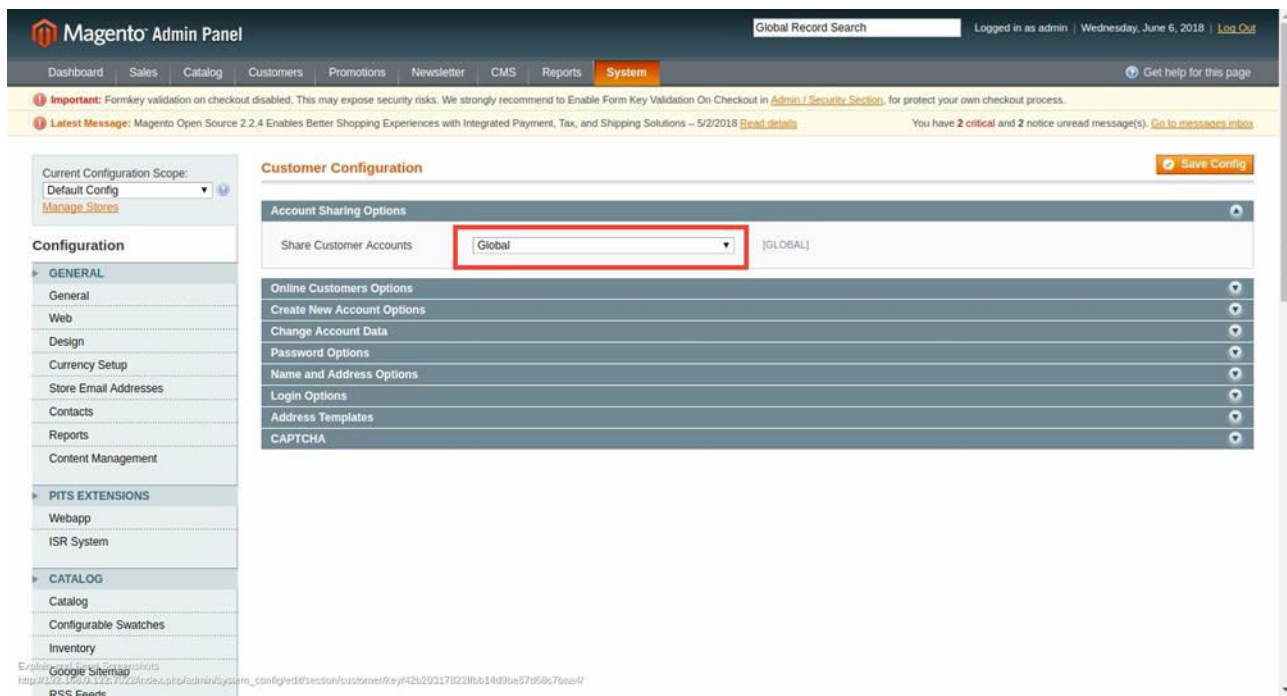 Magento Admin Panel
Global Record Search
Logged in as admin | Wednesday, June 6, 2018 | Log Out
Dashboard Sales Catalog Customers Promotions Newsletter CMS Reports System Get help for this page
Important: Formkey validation on checkout disabled. This may expose security risks. We strongly recommend to Enable Form Key Validation On Checkout in Admin / Security Section, for protect your own checkout process.
Latest Message: Magento Open Source 2.2.4 Enables Better Shopping Experiences with Integrated Payment, Tax, and Shipping Solutions – 5/2/2018 Read details You have 2 critical and 2 notice unread message(s). Go to messages inbox
Current Configuration Scope:
Default Config
Manage Stores
Configuration
GENERAL
General
Web
Design
Currency Setup
Store Email Addresses
Contacts
Reports
Content Management
PITS EXTENSIONS
Webapp
ISR System
CATALOG
Catalog
Configurable Swatches
Inventory
Google Sitemap
RSS Feeds
Customer Configuration
Save Config
Account Sharing Options
Share Customer Accounts Global [GLOBAL]
Online Customers Options
Create New Account Options
Change Account Data
Password Options
Name and Address Options
Login Options
Address Templates
CAPTCHA
Explain and Send Screenshots